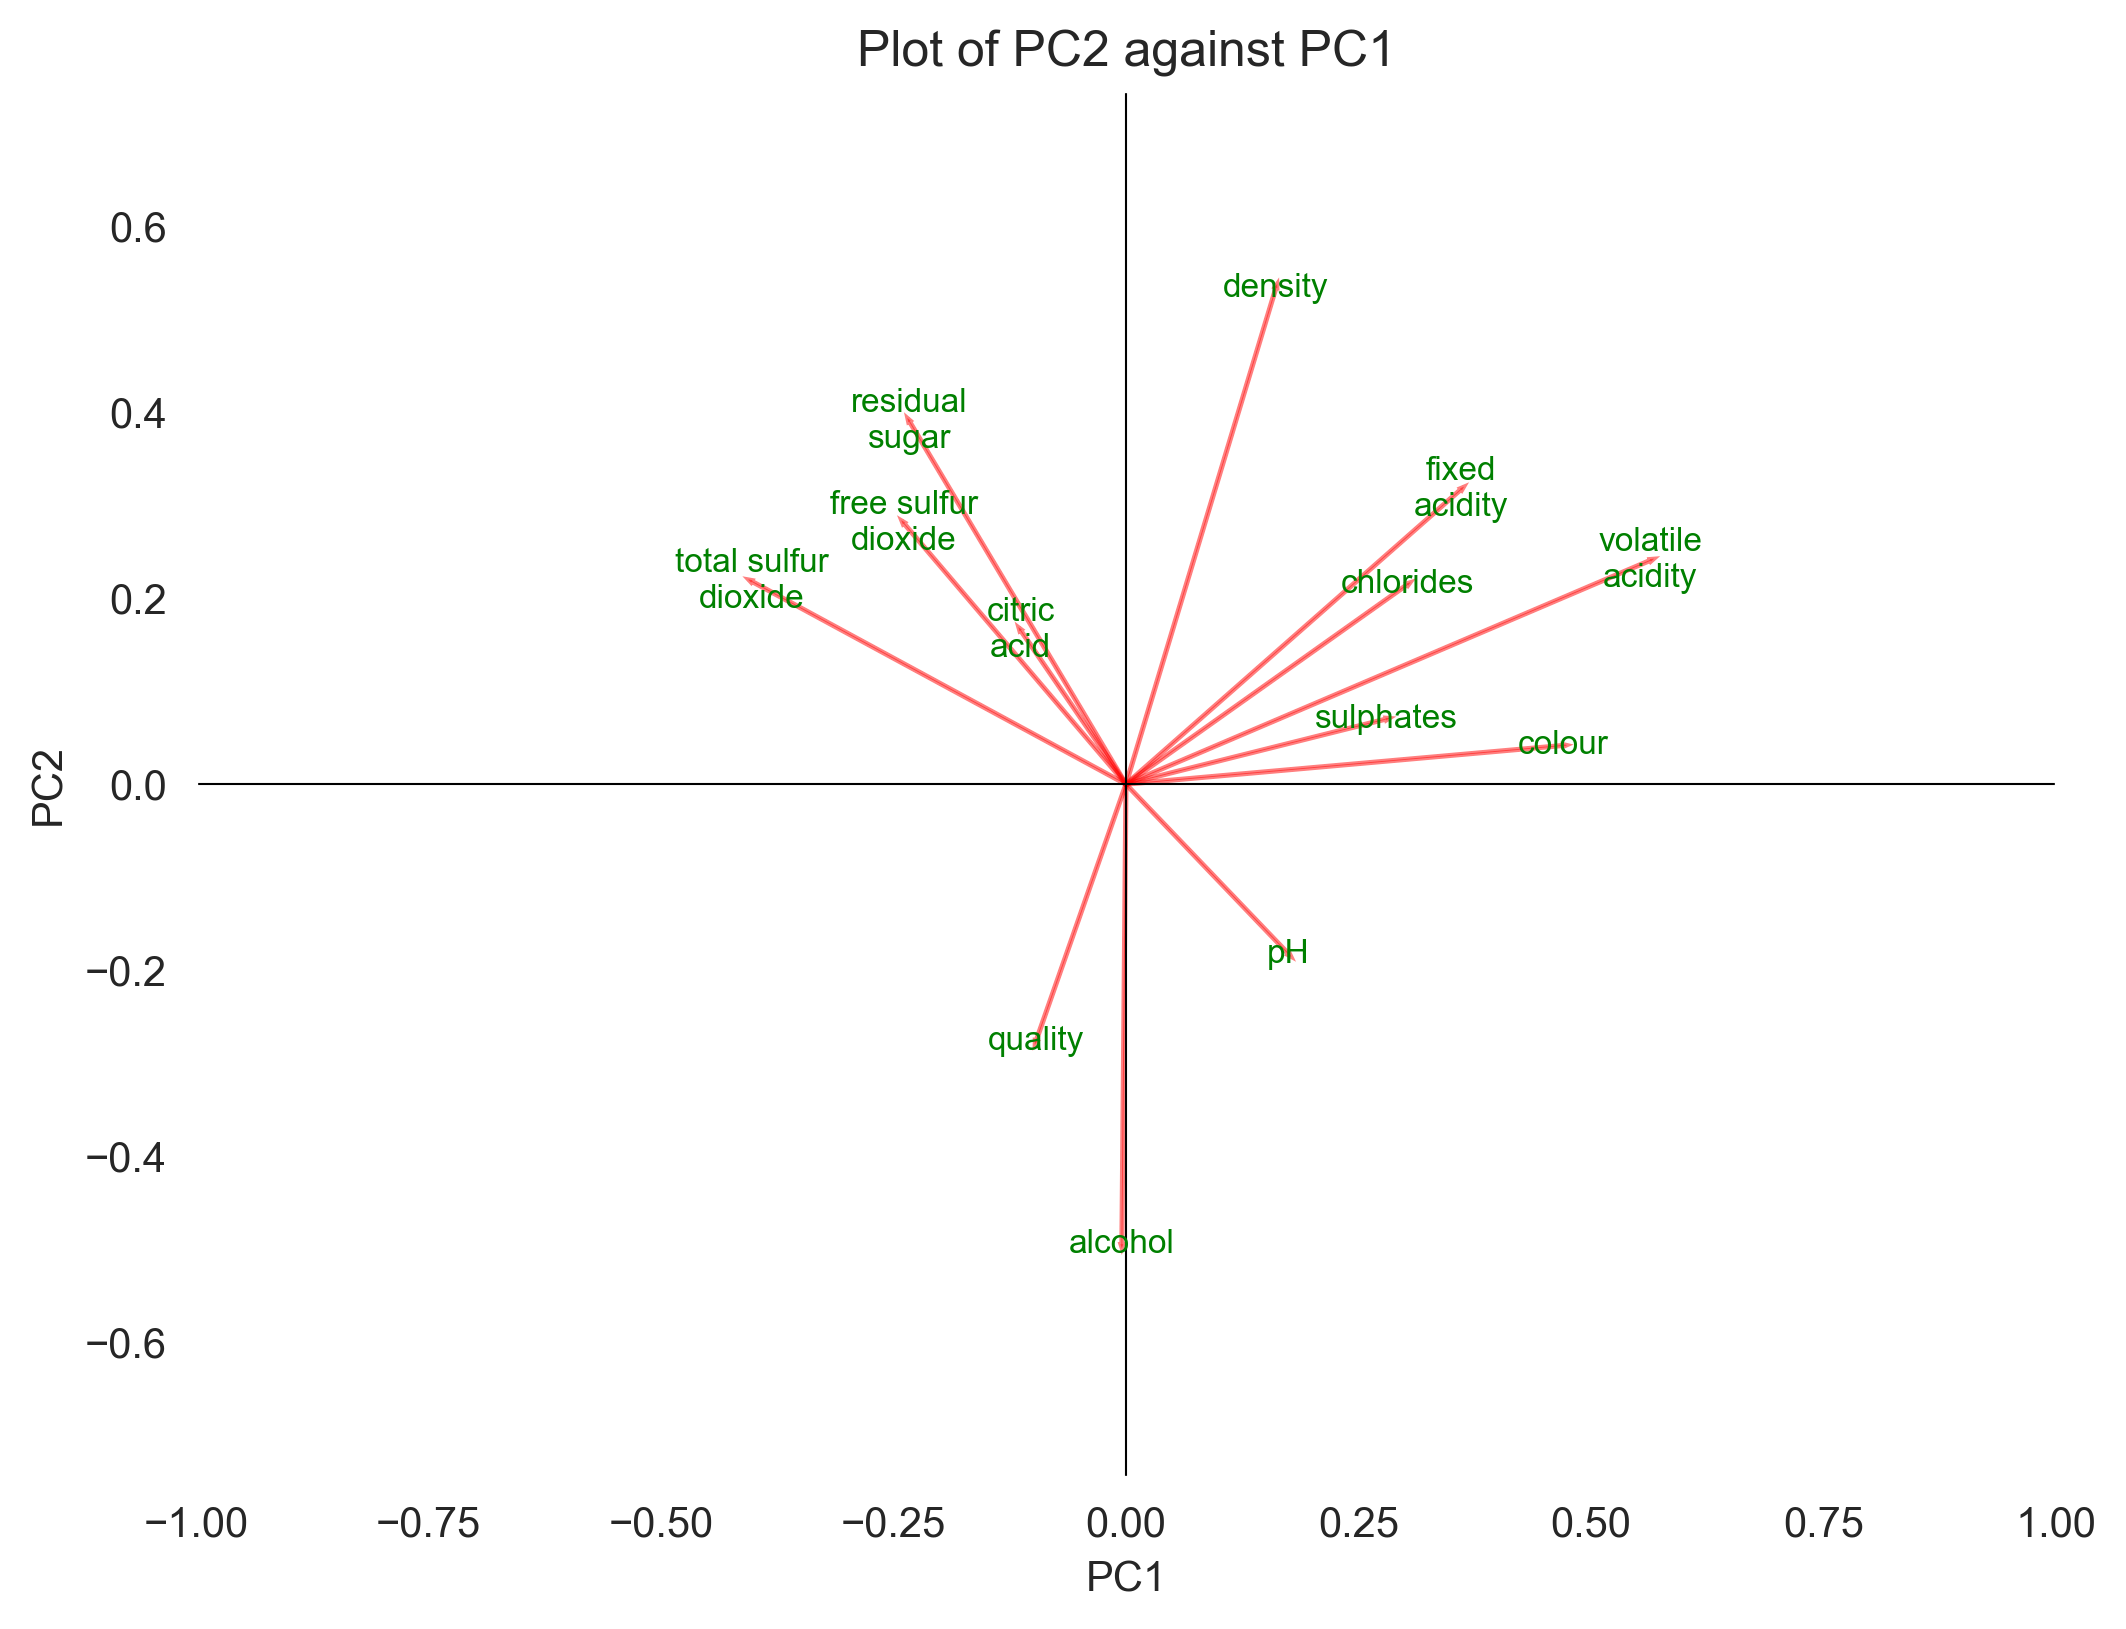 Plot of PC2 against PC1
0.6
density
residual
sugar
0.4
fixed
acidity
free sulfur
dioxide
volatile
acidity
total sulfur
dioxide
chlorides
0.2
citric
acid
sulphates
colour
PC2
0.0
pH
−0.2
quality
−0.4
alcohol
−0.6
−1.00 −0.75 −0.50 −0.25 0.00 0.25 0.50 0.75 1.00
PC1